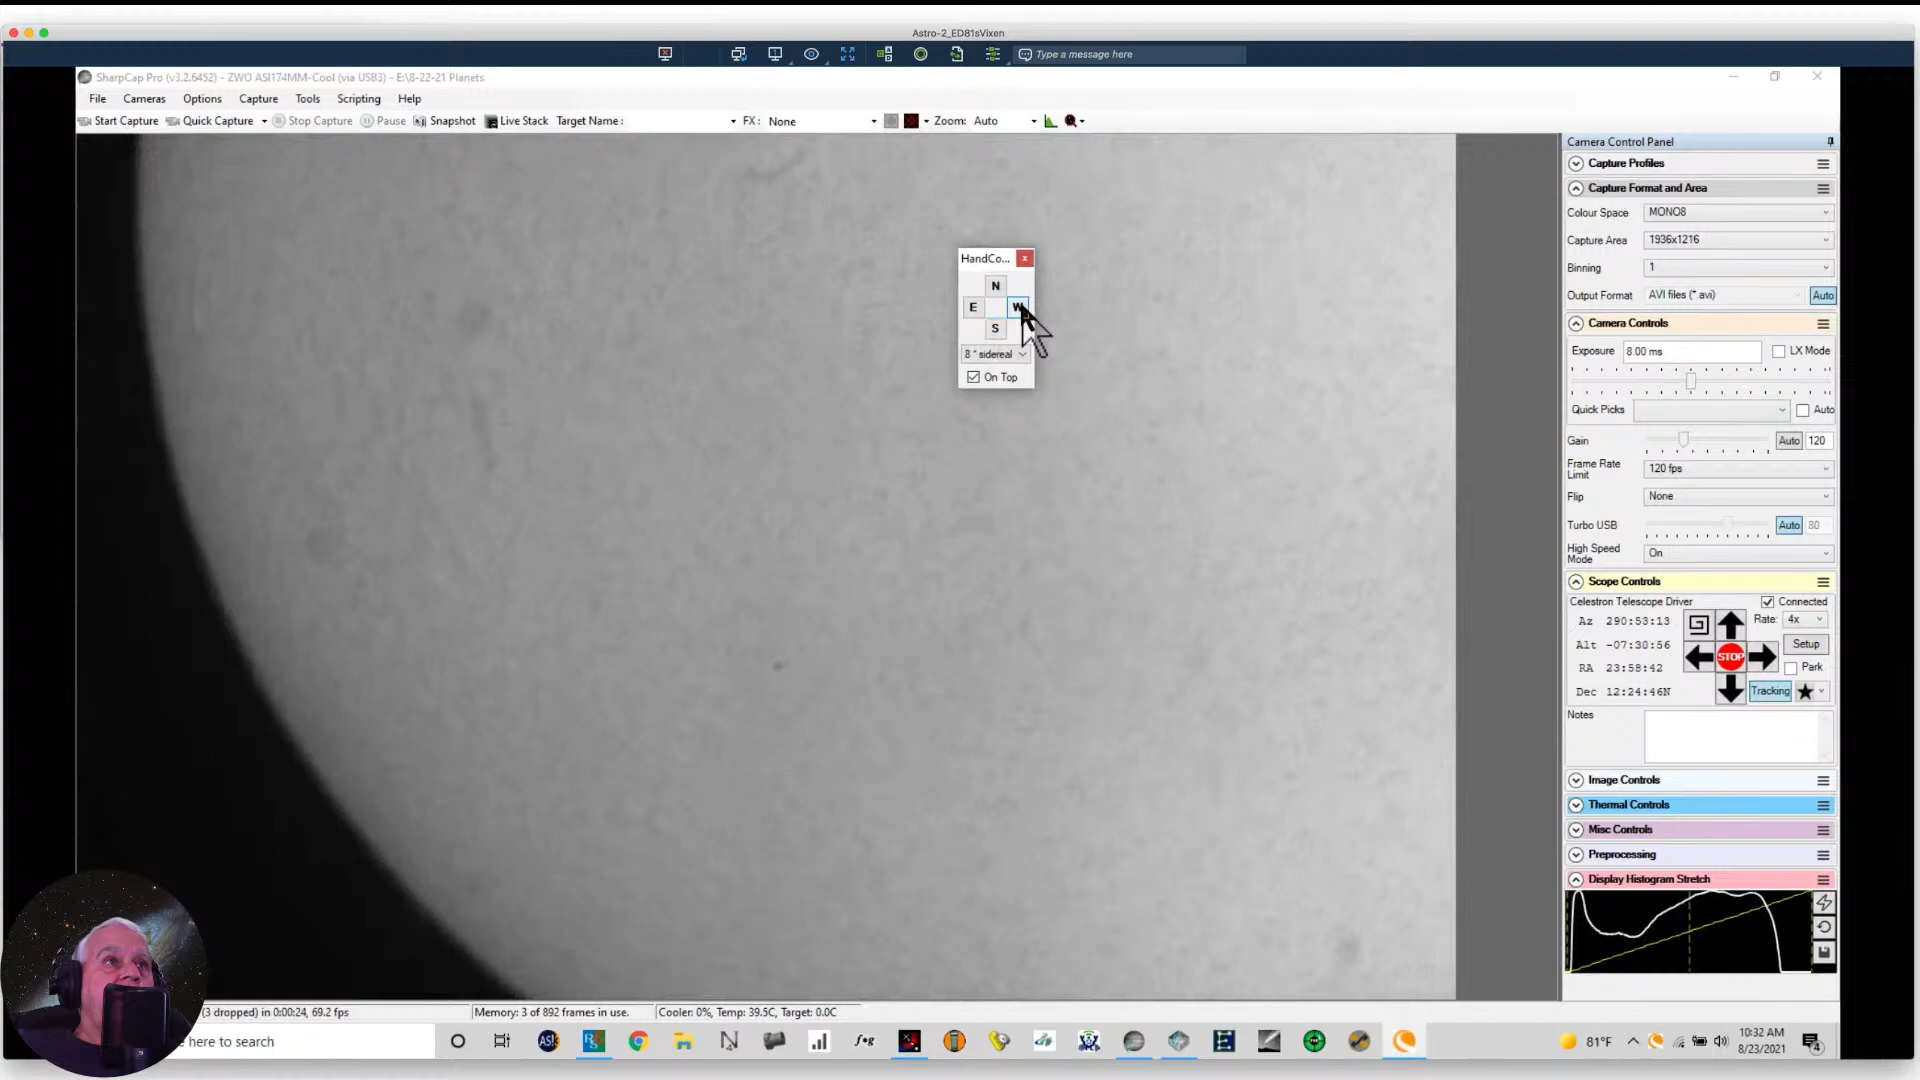 Astro-2_ED81sVixen
Type a message here
SharpCap Pro (v3.2.6452) - ZWO ASI174MM-Cool (via USB3) - E:\8-22-21 Planets
File Cameras Options Capture Tools Scripting Help
Start Capture Quick Capture Stop Capture Pause Snapshot Live Stack Target Name : FX : None Zoom: Auto
HandCo... x
N
E W
S
8 * sidereal
On Top
Camera Control Panel
Capture Profiles
Capture Format and Area
Colour Space MONO8
Capture Area 1936x1216
Binning 1
Output Format AVI files (*.avi) Auto
Camera Controls
Exposure 8.00 ms LX Mode
Quick Picks Auto
Gain Auto 120
Frame Rate Limit 120 fps
Flip None
Turbo USB Auto 80
High Speed Mode On
Scope Controls
Celestron Telescope Driver Connected
Az 290:53:13 Rate: 4x
Alt -07:30:56 STOP Setup
RA 23:58:42 Park
Dec 12:24:46N Tracking
Notes
Image Controls
Thermal Controls
Misc Controls
Preprocessing
Display Histogram Stretch
(3 dropped) in 0:00:24, 69.2 fps Memory: 3 of 892 frames in use. Cooler: 0%, Temp: 39.5C, Target: 0.0C
here to search
81°F
10:32 AM
8/23/2021
4